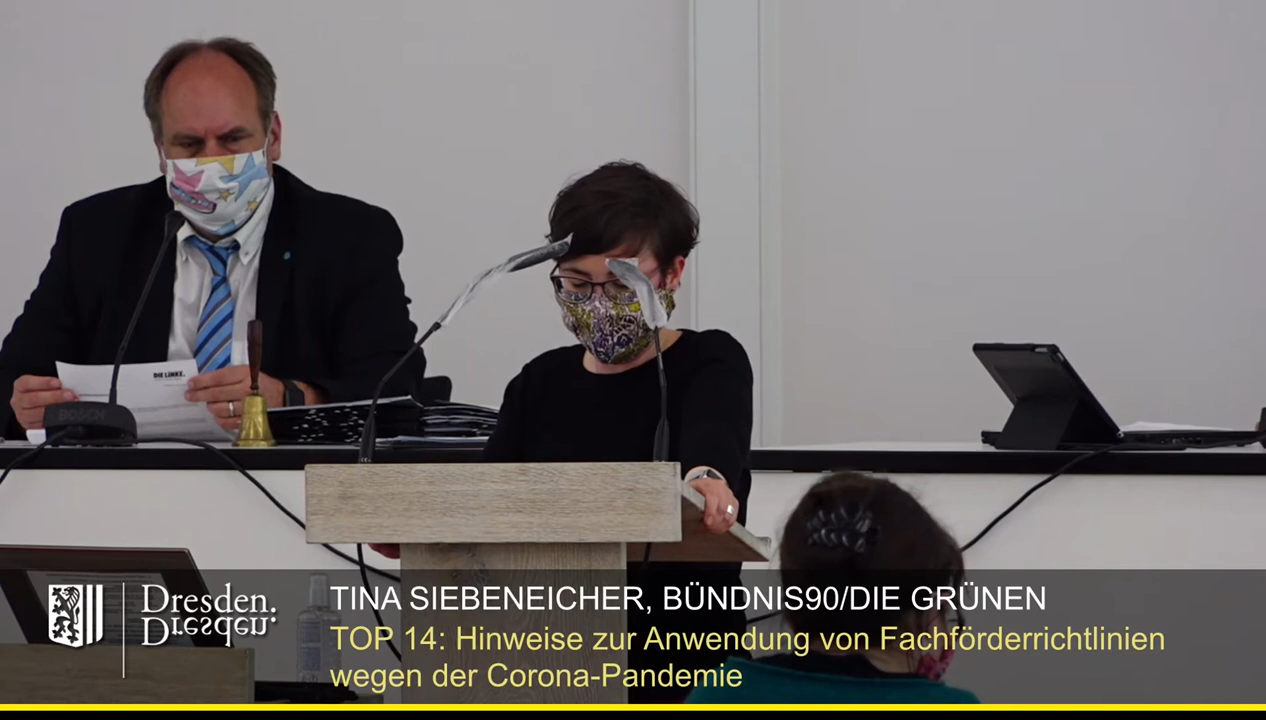 DIE LINKE.
BOSCH
Dresden.
Dresden.
TINA SIEBENEICHER, BÜNDNIS90/DIE GRÜNEN
TOP 14: Hinweise zur Anwendung von Fachförderrichtlinien
wegen der Corona-Pandemie